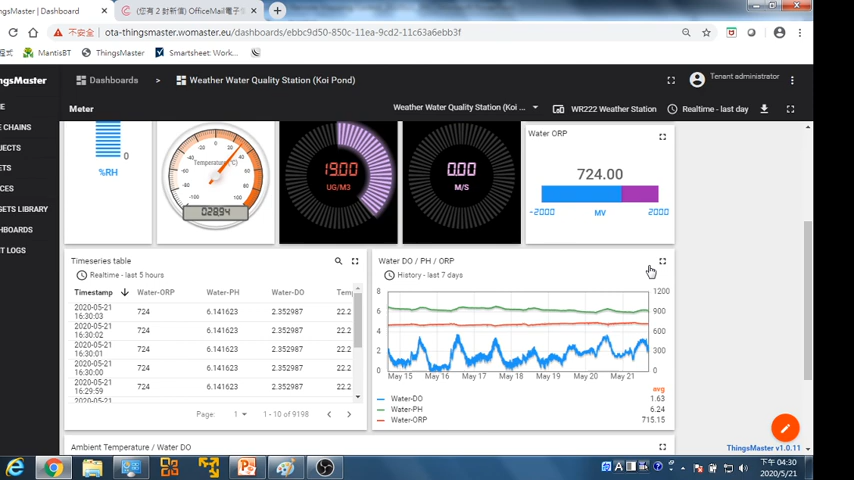 ngsMaster | Dashboard
(您有 2 封新信) OfficeMail電子
不安全 | ota-thingsmaster.womaster.eu/dashboards/ebbc9d50-850c-11ea-9cd2-11c63a6ebb3f
程式 MantisBT ThingsMaster Smartsheet: Work...
ngsMaster Dashboards > Weather Water Quality Station (Koi Pond) Tenant administrator
Meter Weather Water Quality Station (Koi ... WR222 Weather Station Realtime - last day
E
E CHAINS
JECTS
ETS
CES
GETS LIBRARY
HBOARDS
T LOGS
0
%RH
Temperature (°C)
-100 -80 -60 -40 -20 0 20 40 60 80 100
028.94
19.00
UG/M3
0.00
M/S
Water ORP
724.00
-2000 MV 2000
Timeseries table
Realtime - last 5 hours
Timestamp Water-ORP Water-PH Water-DO Tem
2020-05-21 16:30:03 724 6.141623 2.352987 22.2
2020-05-21 16:30:02 724 6.141623 2.352987 22.2
2020-05-21 16:30:01 724 6.141623 2.352987 22.2
2020-05-21 16:30:00 724 6.141623 2.352987 22.2
2020-05-21 16:29:59 724 6.141623 2.352987 22.2
Page: 1 1 - 10 of 9198
Water DO / PH / ORP
History - last 7 days
8 1200
6 900
4 600
2 300
0 0
May 15 May 16 May 17 May 18 May 19 May 20 May 21
avg
Water-DO 1.63
Water-PH 6.24
Water-ORP 715.15
Ambient Temperature / Water DO
ThingsMaster v1.0.11
下午 04:30
2020/5/21